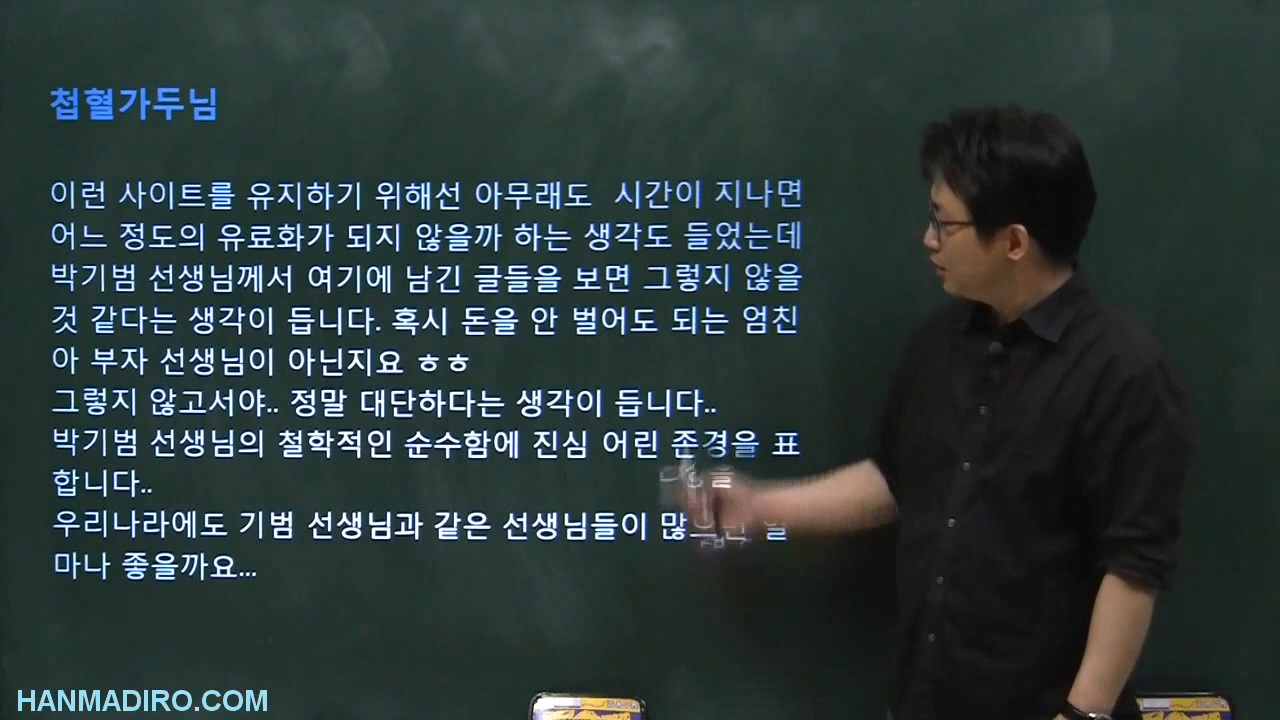 첩혈가두님
이런 사이트를 유지하기 위해선 아무래도 시간이 지나면
어느 정도의 유료화가 되지 않을까 하는 생각도 들었는데
박기범 선생님께서 여기에 남긴 글들을 보면 그렇지 않을
것 같다는 생각이 듭니다. 혹시 돈을 안 벌어도 되는 엄친
아 부자 선생님이 아닌지요 ㅎㅎ
그렇지 않고서야.. 정말 대단하다는 생각이 듭니다..
박기범 선생님의 철학적인 순수함에 진심 어린 존경을 표
합니다..
우리나라에도 기범 선생님과 같은 선생님들이 많으면 얼
마나 좋을까요...
HANMADIRO.COM